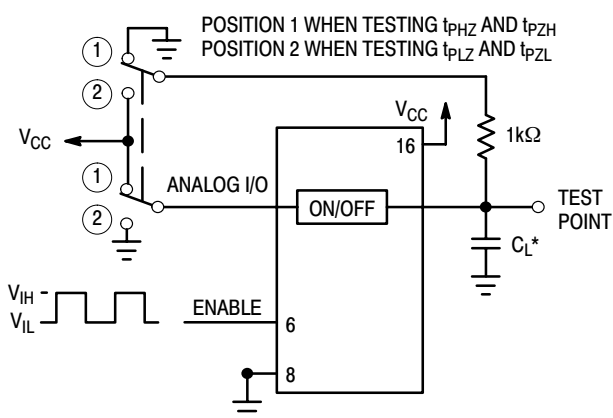 POSITION 1 WHEN TESTING tPHZ AND tPZH
POSITION 2 WHEN TESTING tPLZ AND tPZL
1
2
VCC
VCC
16
1kΩ
1
2
ANALOG I/O
ON/OFF
TEST
POINT
CL*
VIH
VIL
ENABLE
6
8